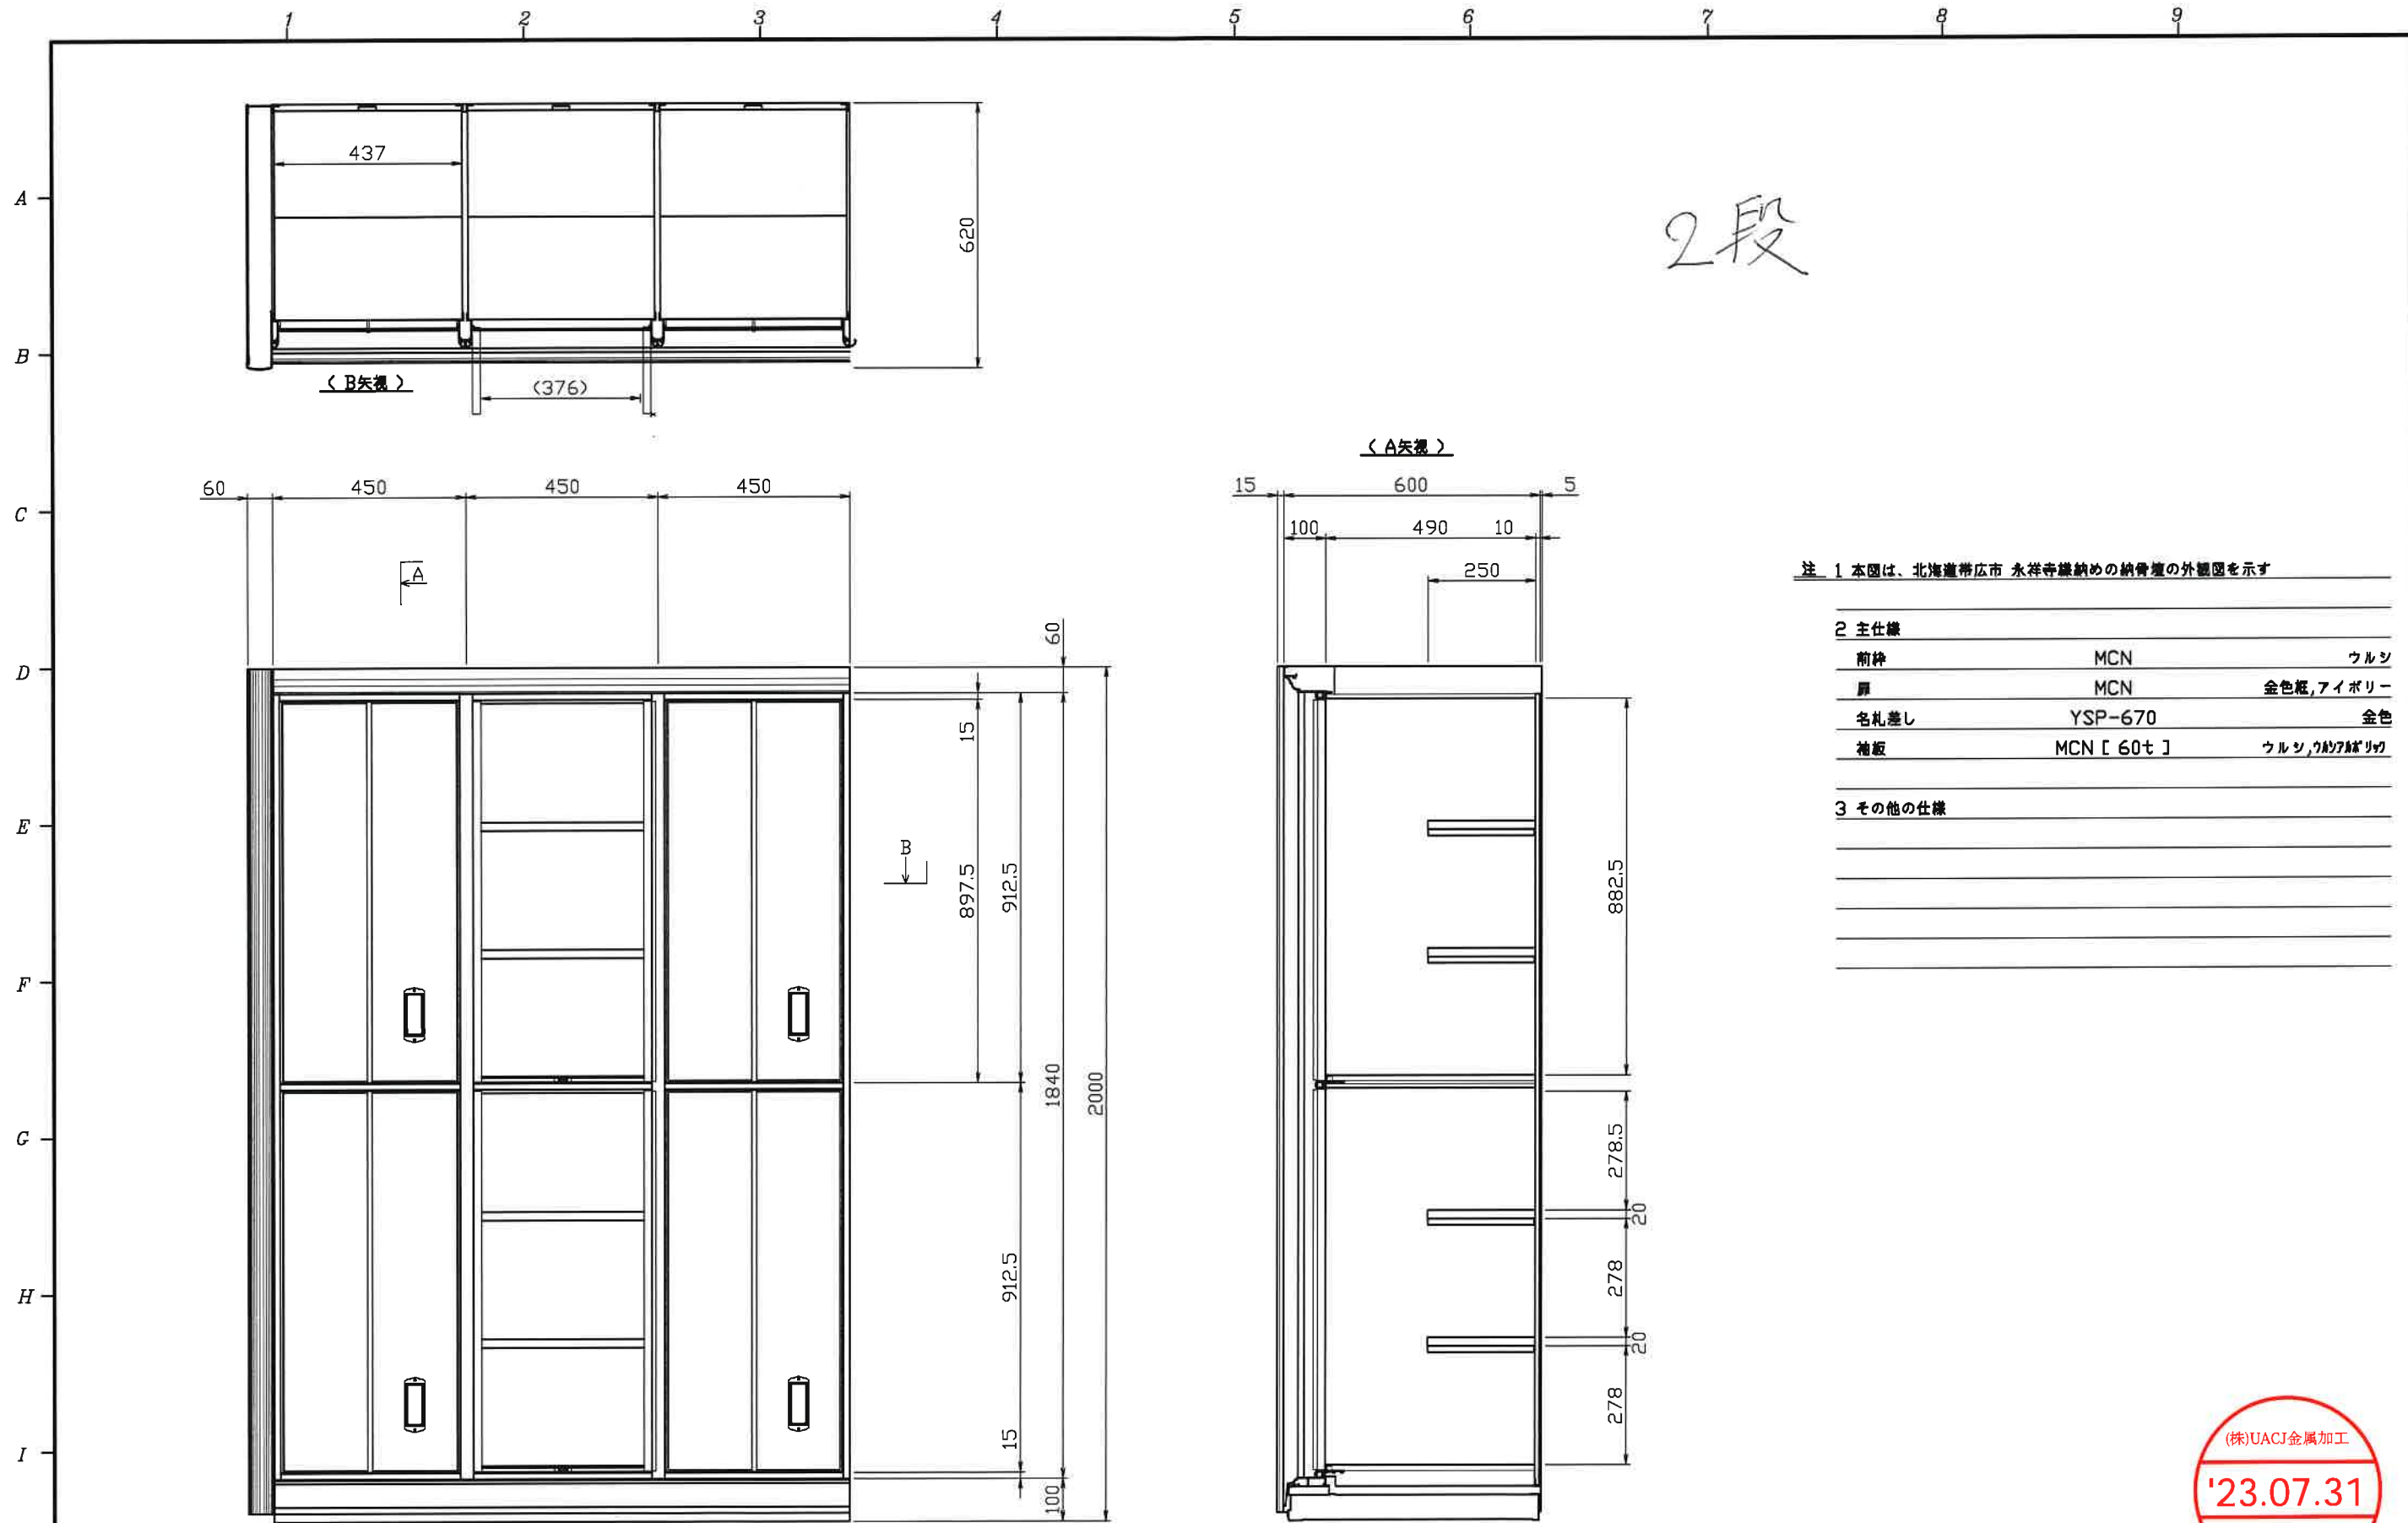 1 2 3 4 5 6 7 8 9
A
B
C
D
E
F
G
H
I
437
620
(376)
( B矢視 )
2段
( A矢視 )
60 450 450 450
A
B
60
15
897.5
912.5
1840
2000
912.5
15
100
15 600 5
100 490 10
250
882.5
278.5
20
278
20
278
注 1 本図は、北海道帯広市 永祥寺様納めの納骨壇の外観図を示す
2 主仕様
前枠 MCN ウルシ
扉 MCN 金色框,アイボリー
名札差し YSP-670 金色
袖板 MCN [ 60t ] ウルシ,
3 その他の仕様
(株)UACJ金属加工
'23.07.31